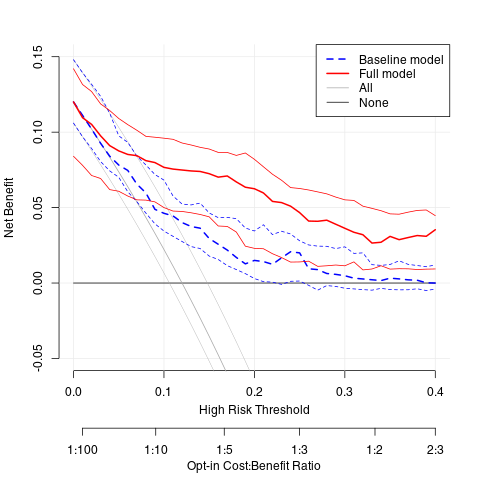 Baseline model
Full model
All
None
Net Benefit
0.15
0.10
0.05
0.00
-0.05
0.0 0.1 0.2 0.3 0.4
High Risk Threshold
1:100 1:10 1:5 1:3 1:2 2:3
Opt-in Cost:Benefit Ratio